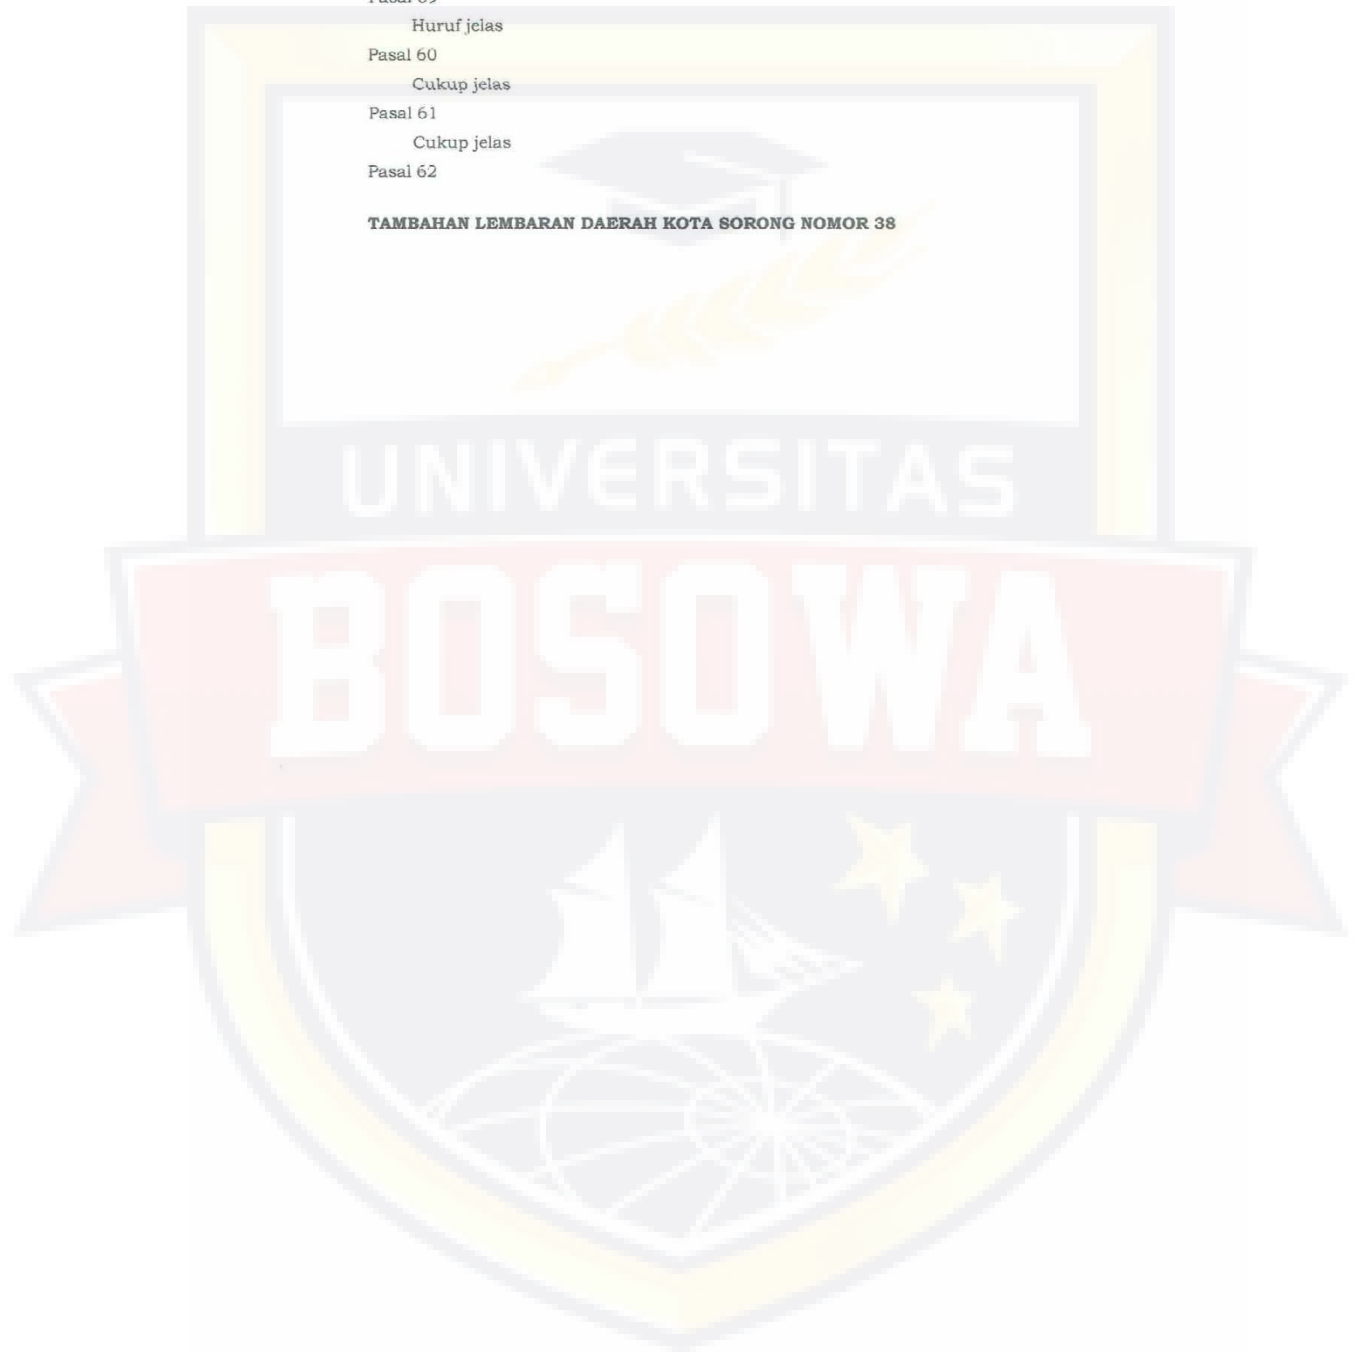 Huruf jelas
Pasal 60
Cukup jelas
Pasal 61
Cukup jelas
Pasal 62
TAMBAHAN LEMBARAN DAERAH KOTA SORONG NOMOR 38
UNIVERSITAS
BOSOWA